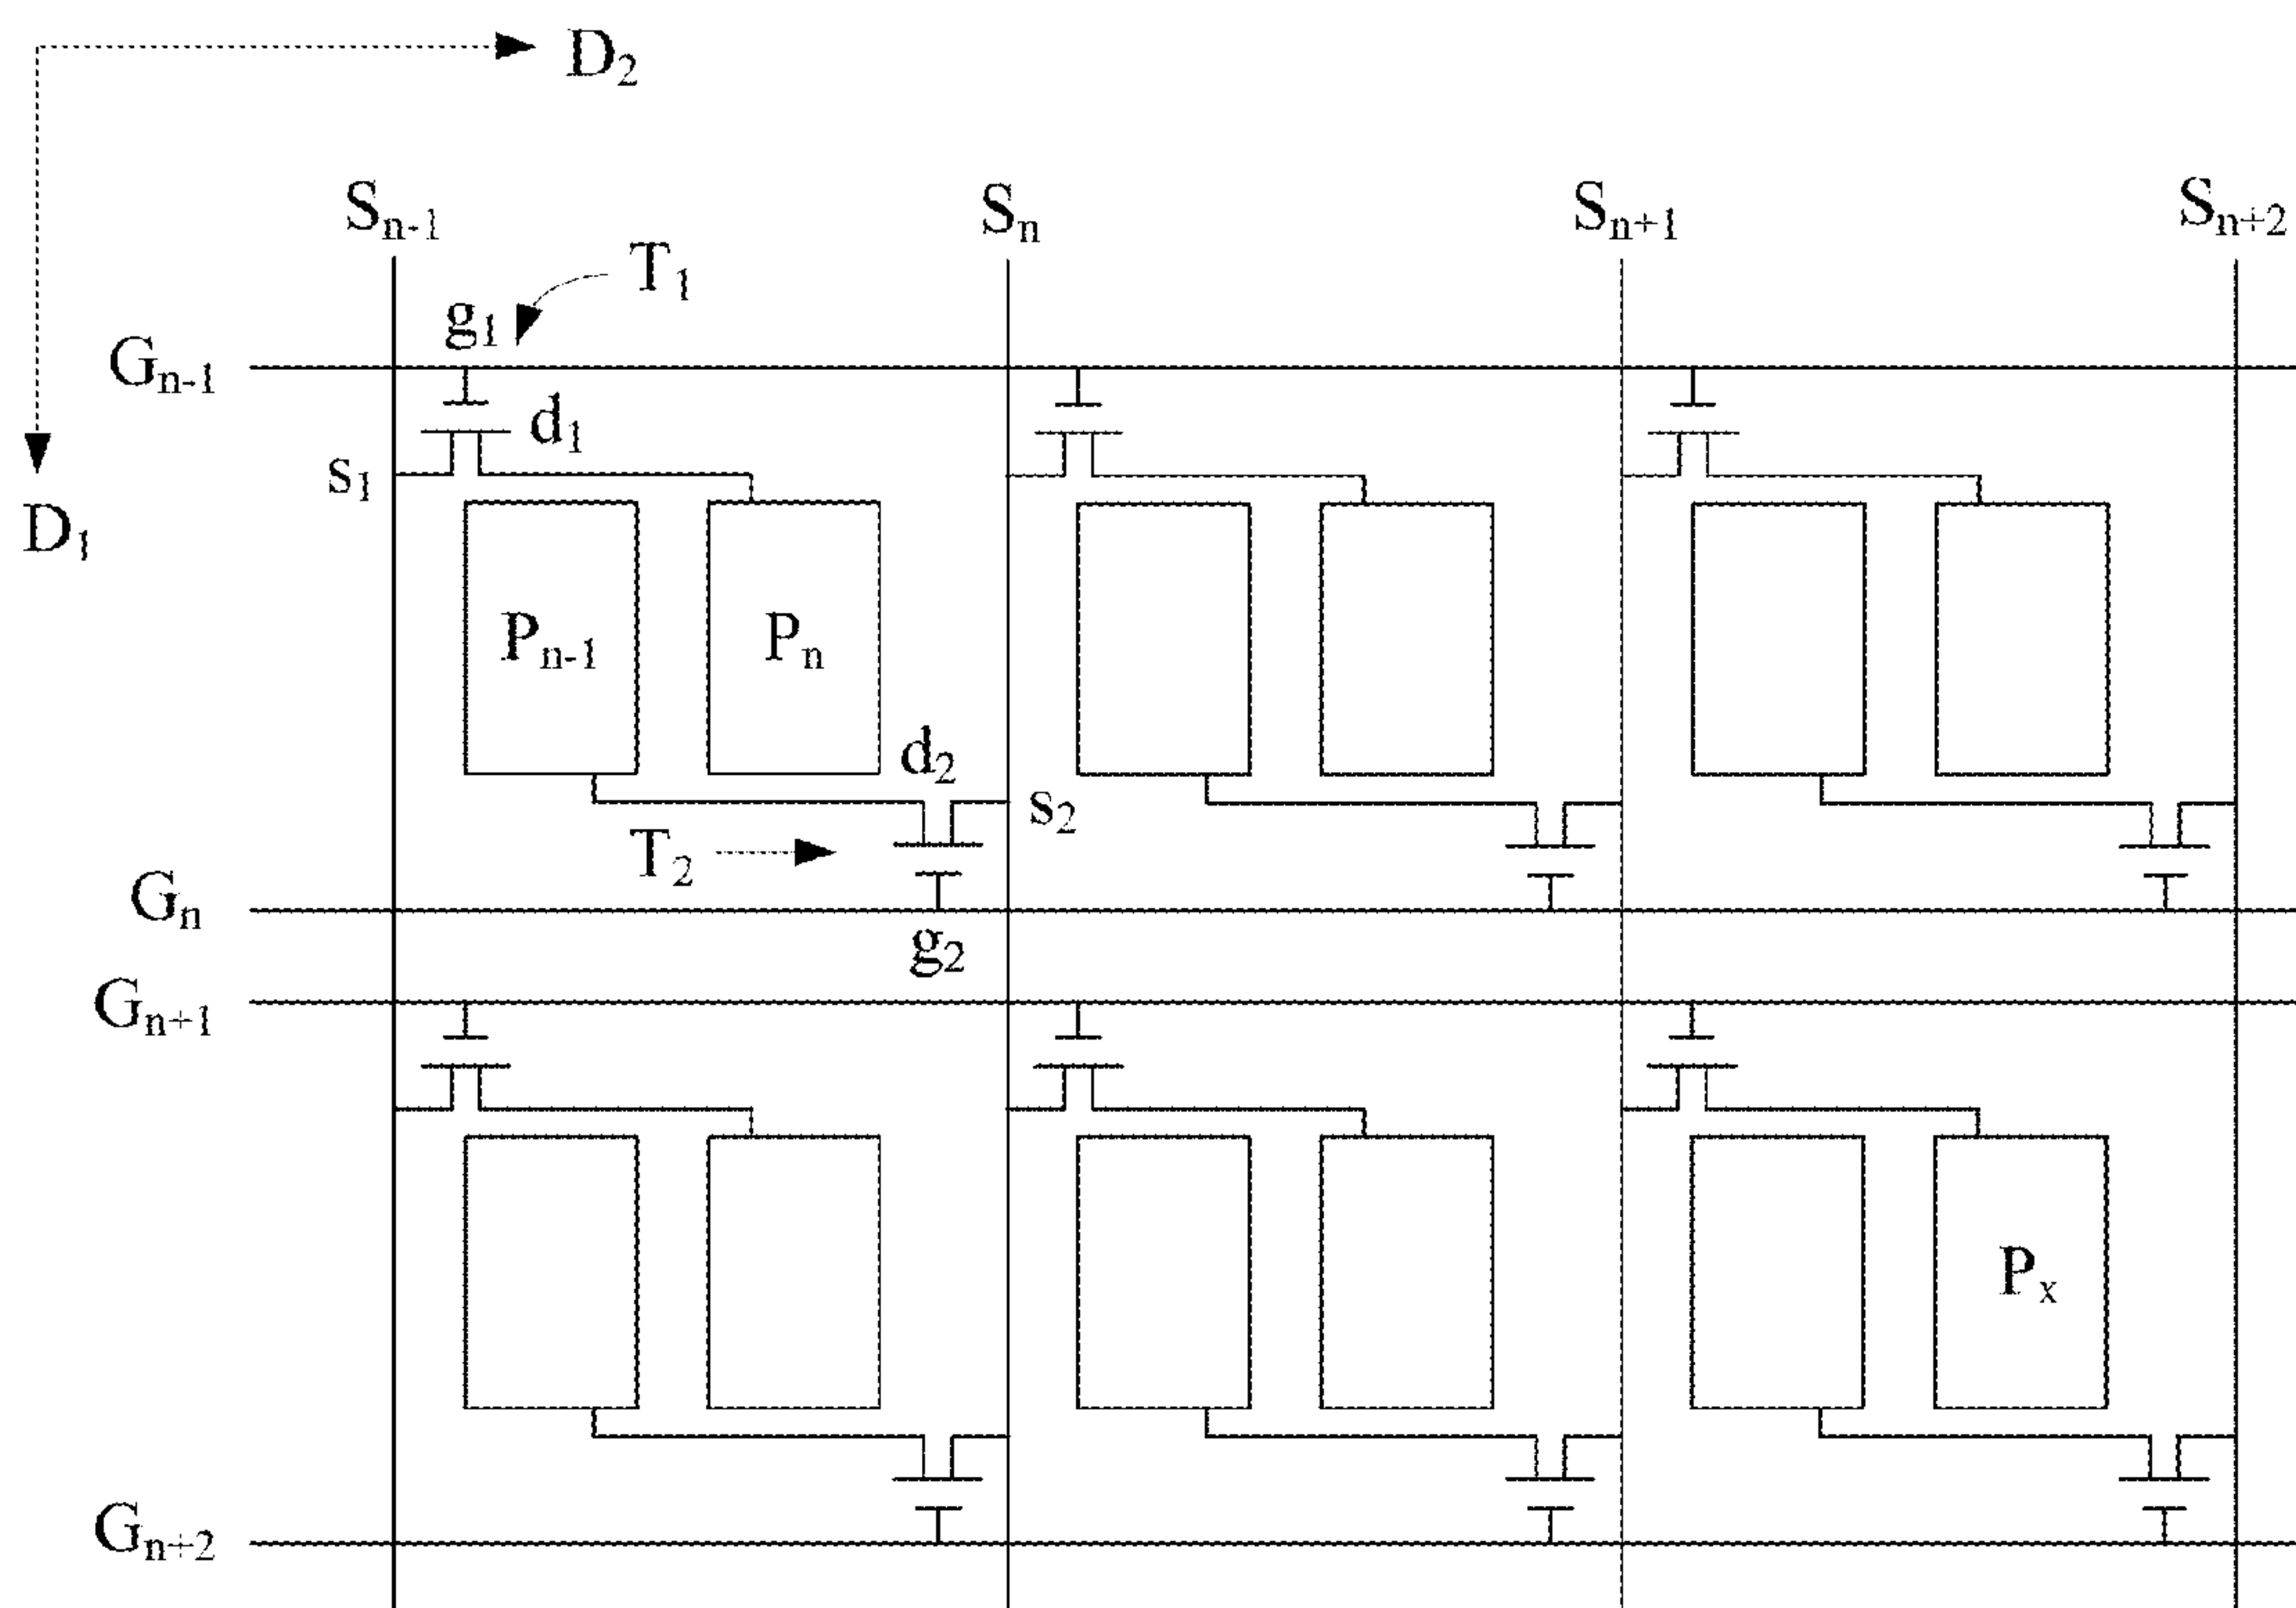 D₂
Sₙ₋₁ Sₙ Sₙ₊₁ Sₙ₊₂
T₁
g₁
Gₙ₋₁
d₁
s₁
D₁
Pₙ₋₁ Pₙ
d₂
s₂
T₂
Gₙ
g₂
Gₙ₊₁
Pₓ
Gₙ₊₂